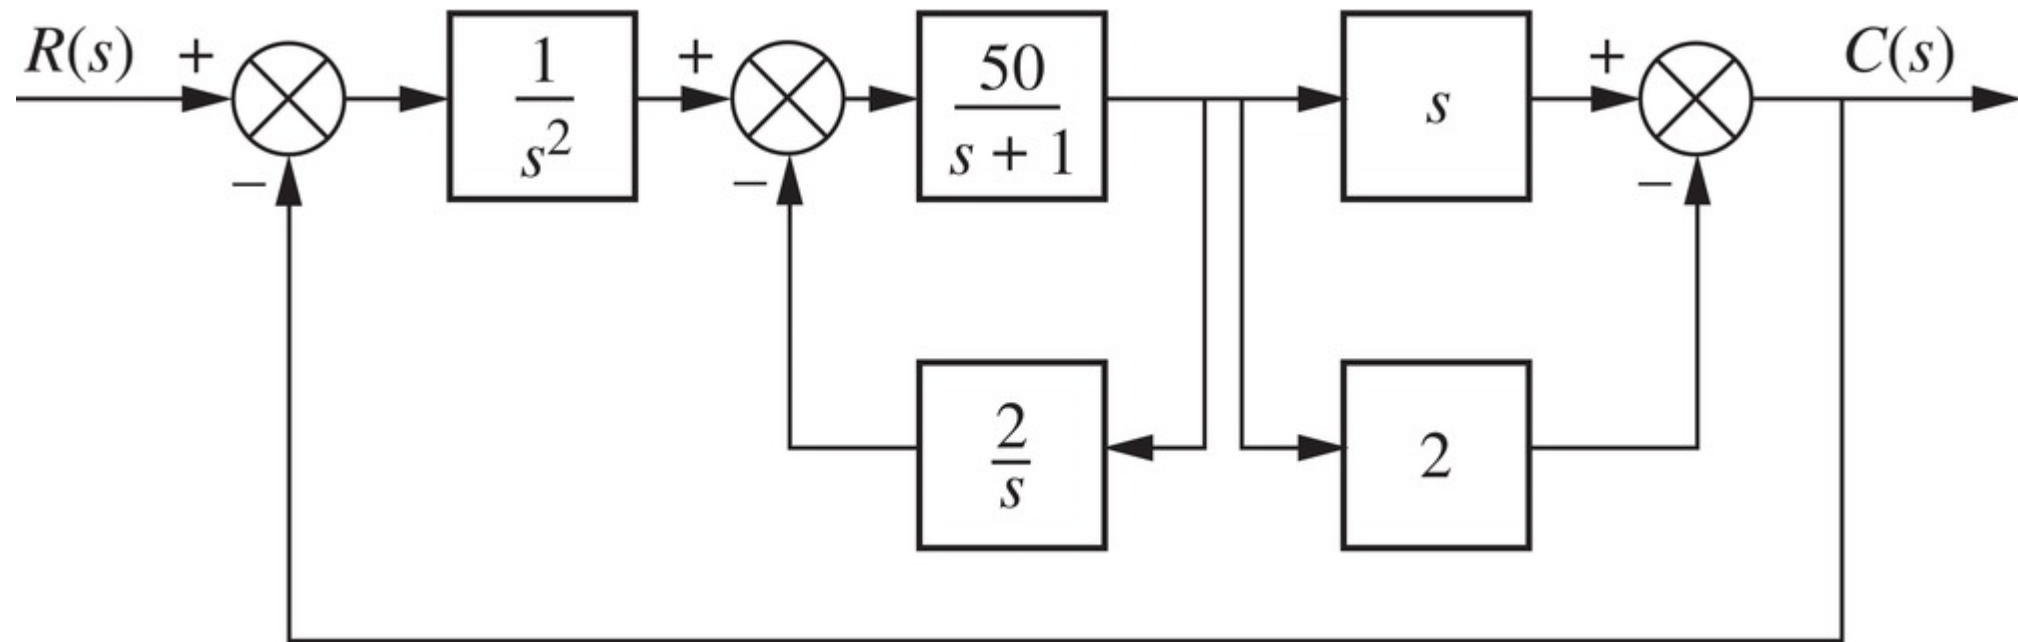 R(s) + − 1/s² + − 50/(s + 1) s + − C(s)
2/s 2